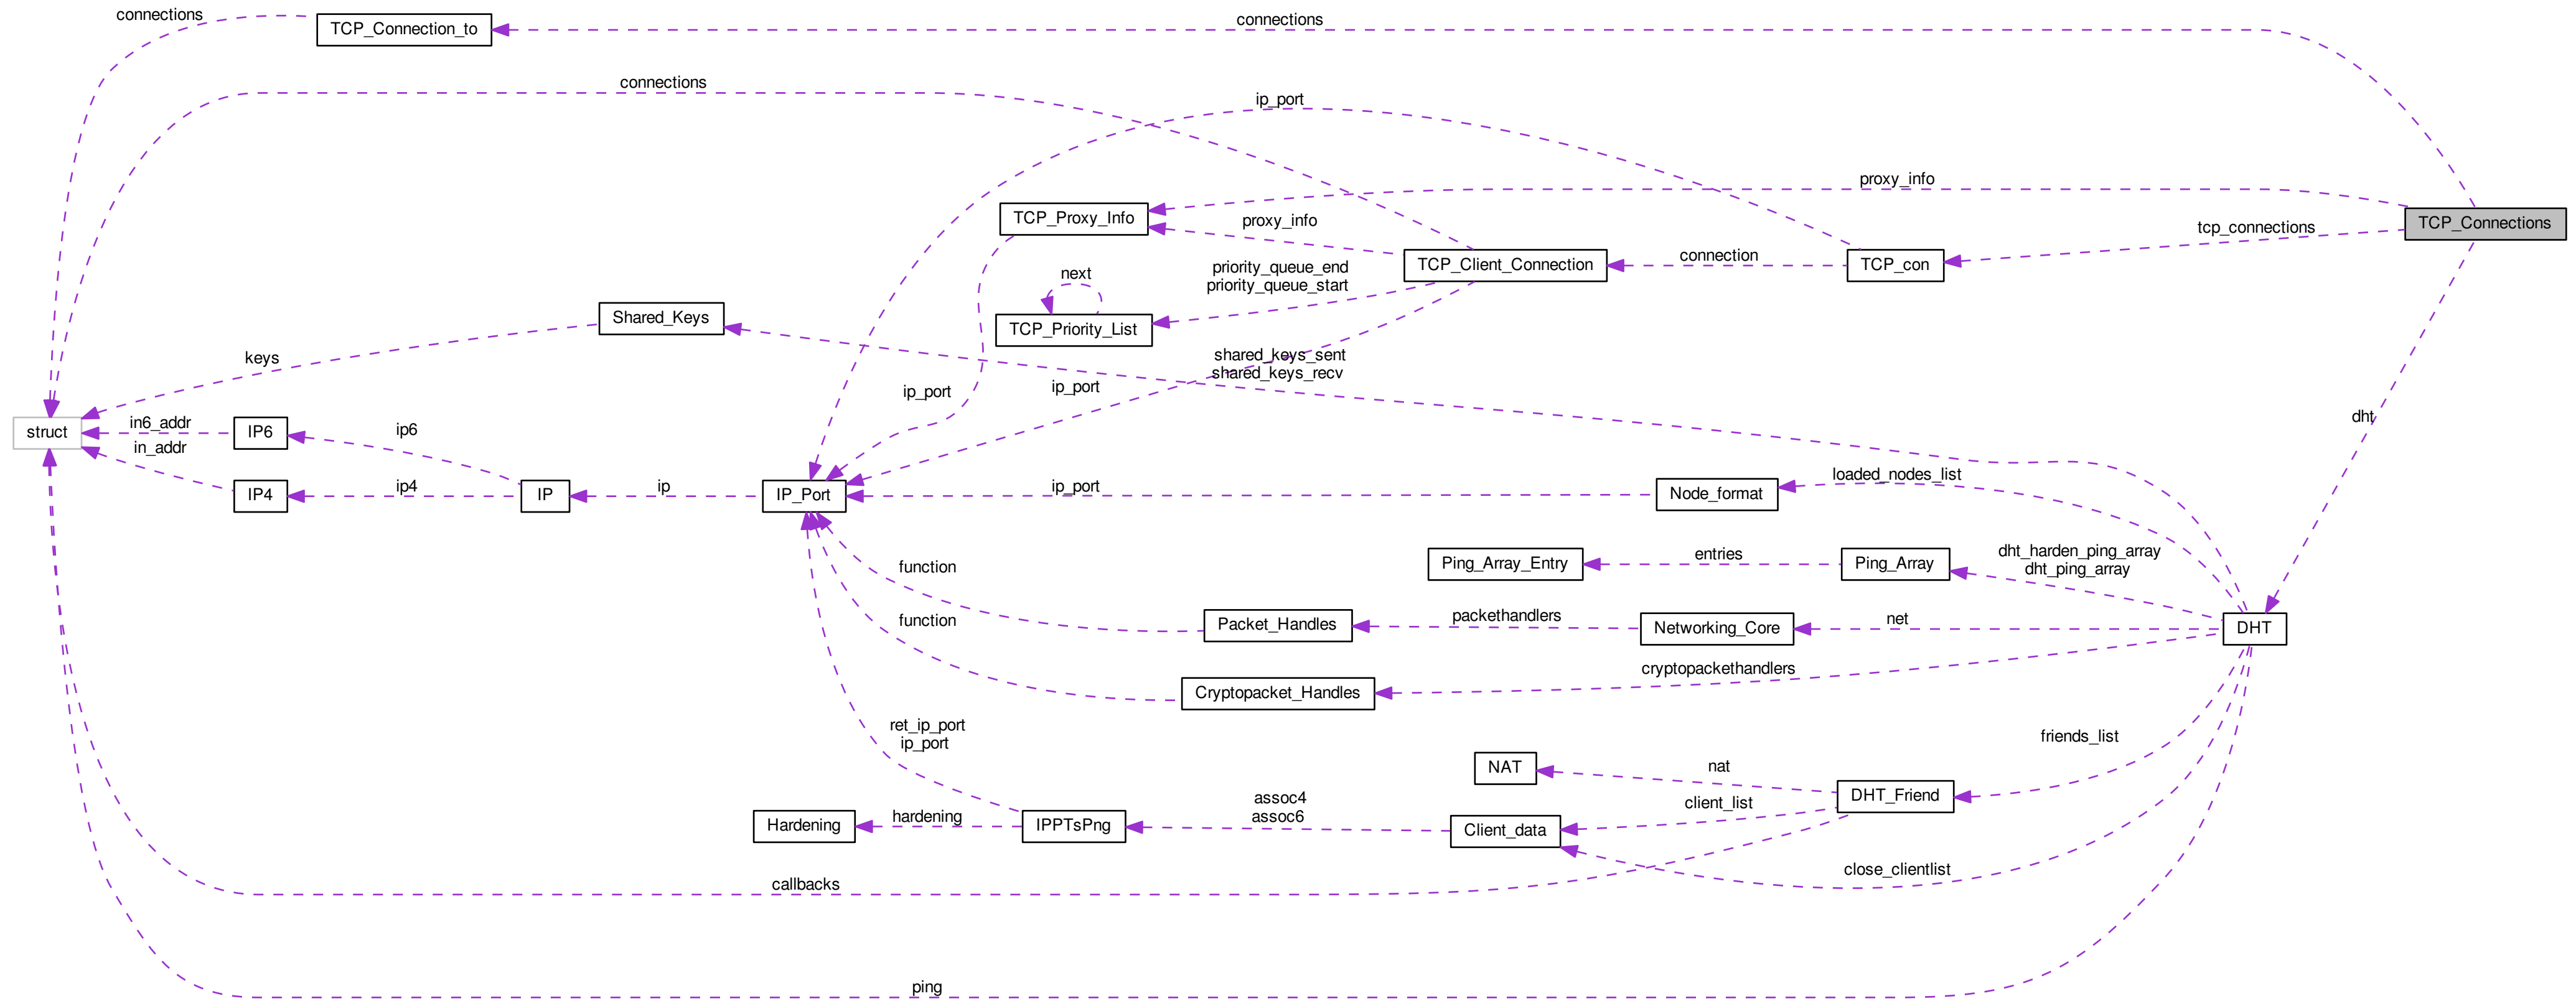 connections
TCP_Connection_to
connections
connections
ip_port
proxy_info
TCP_Proxy_Info
proxy_info
TCP_Connections
tcp_connections
TCP_Client_Connection
connection
TCP_con
next
priority_queue_end
priority_queue_start
TCP_Priority_List
Shared_Keys
keys
shared_keys_sent
shared_keys_recv
ip_port
ip_port
dht
struct
in6_addr
in_addr
IP6
ip6
IP4
ip4
IP
ip
IP_Port
ip_port
Node_format
loaded_nodes_list
Ping_Array_Entry
entries
Ping_Array
dht_harden_ping_array
dht_ping_array
function
function
Packet_Handles
packethandlers
Networking_Core
net
DHT
Cryptopacket_Handles
cryptopackethandlers
ret_ip_port
ip_port
friends_list
NAT
nat
DHT_Friend
client_list
Hardening
hardening
IPPTsPng
assoc4
assoc6
Client_data
close_clientlist
callbacks
ping